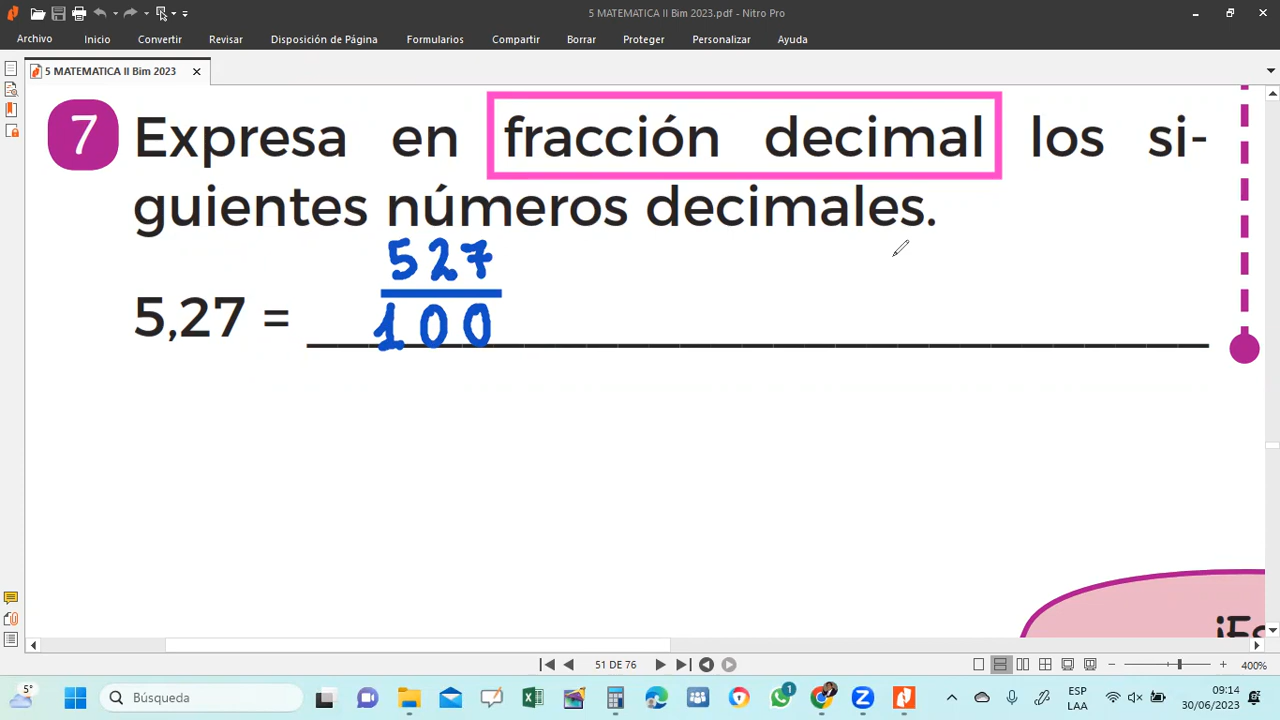 5 MATEMATICA II Bim 2023.pdf - Nitro Pro
Archivo Inicio Convertir Revisar Disposición de Página Formularios Compartir Borrar Proteger Personalizar Ayuda
5 MATEMATICA II Bim 2023
7 Expresa en fracción decimal los si-
guientes números decimales.
527
5,27 =
100
¡Es
51 DE 76
400%
5°
Búsqueda
1
ESP
LAA
09:14
30/06/2023